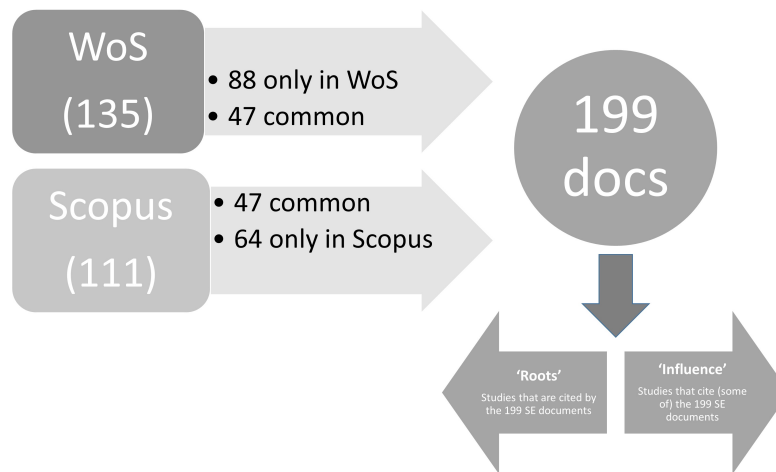 WoS
(135)
• 88 only in WoS
• 47 common
Scopus
(111)
• 47 common
• 64 only in Scopus
199
docs
‘Roots’
Studies that are cited by
the 199 SE documents
‘Influence’
Studies that cite (some
of) the 199 SE
documents